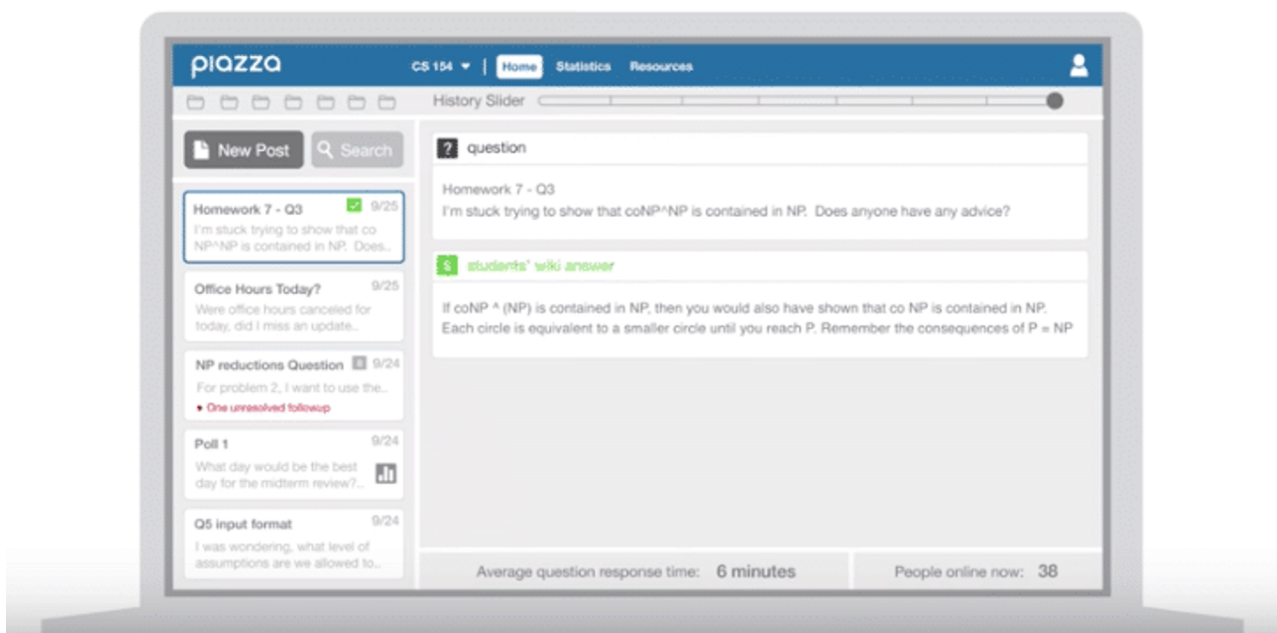 piazza
CS 154
Home
Statistics
Resources
History Slider
New Post
Search
Homework 7 - Q3 9/25
I'm stuck trying to show that co
NP^NP is contained in NP. Does..
Office Hours Today? 9/25
Were office hours canceled for
today, did I miss an update..
NP reductions Question 9/24
For problem 2, I want to use the..
One unresolved followup
Poll 1 9/24
What day would be the best
day for the midterm review?..
Q5 input format 9/24
I was wondering, what level of
assumptions are we allowed to..
? question
Homework 7 - Q3
I'm stuck trying to show that coNP^NP is contained in NP. Does anyone have any advice?
students' wiki answer
If coNP ^ (NP) is contained in NP, then you would also have shown that co NP is contained in NP.
Each circle is equivalent to a smaller circle until you reach P. Remember the consequences of P = NP
Average question response time: 6 minutes
People online now: 38